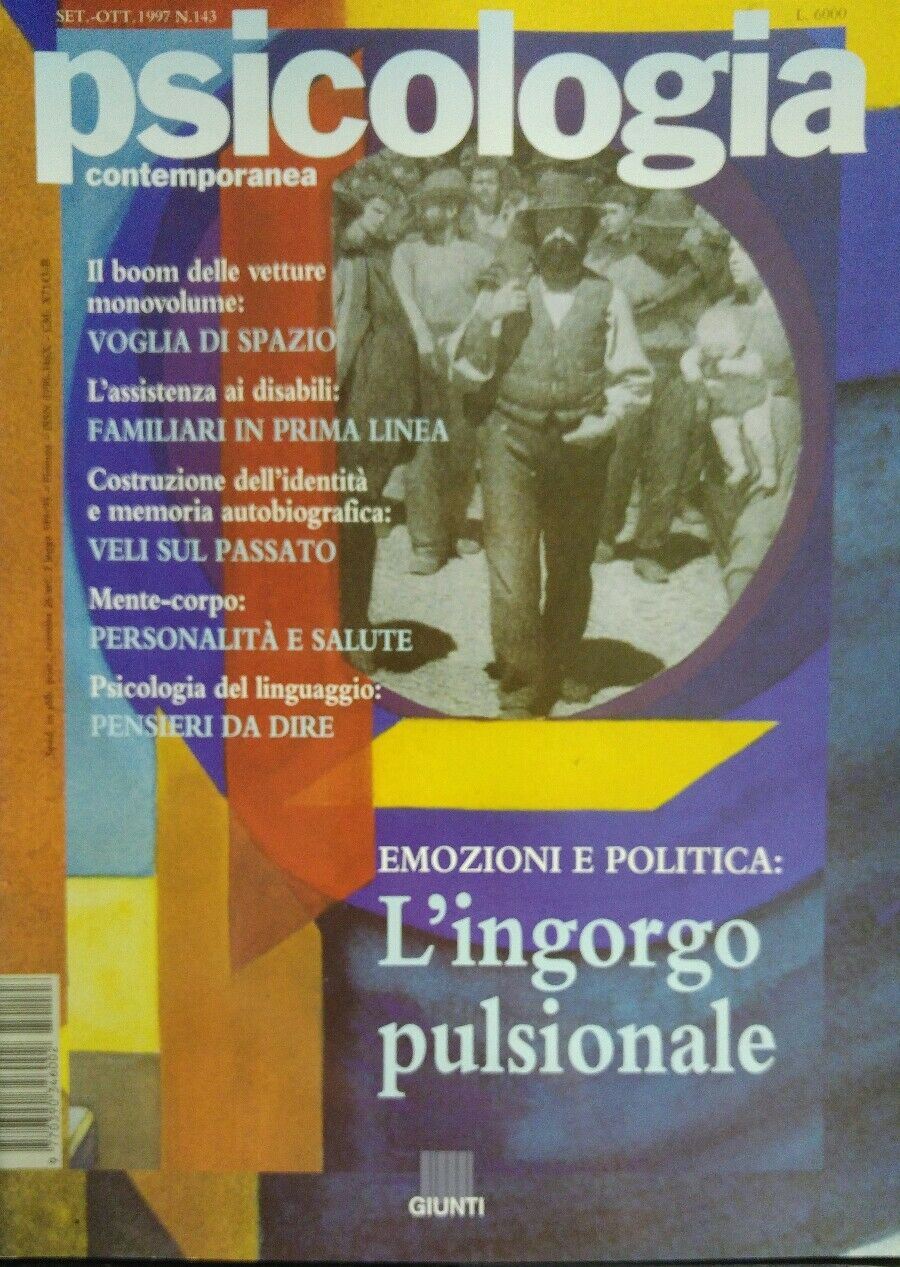 SET.-OTT. 1997 N.143
L. 6000
psicologia
contemporanea
Il boom delle vetture
monovolume:
VOGLIA DI SPAZIO
L'assistenza ai disabili:
FAMILIARI IN PRIMA LINEA
Costruzione dell'identità
e memoria autobiografica:
VELI SUL PASSATO
Mente-corpo:
PERSONALITÀ E SALUTE
Psicologia del linguaggio:
PENSIERI DA DIRE
EMOZIONI E POLITICA:
L'ingorgo
pulsionale
GIUNTI